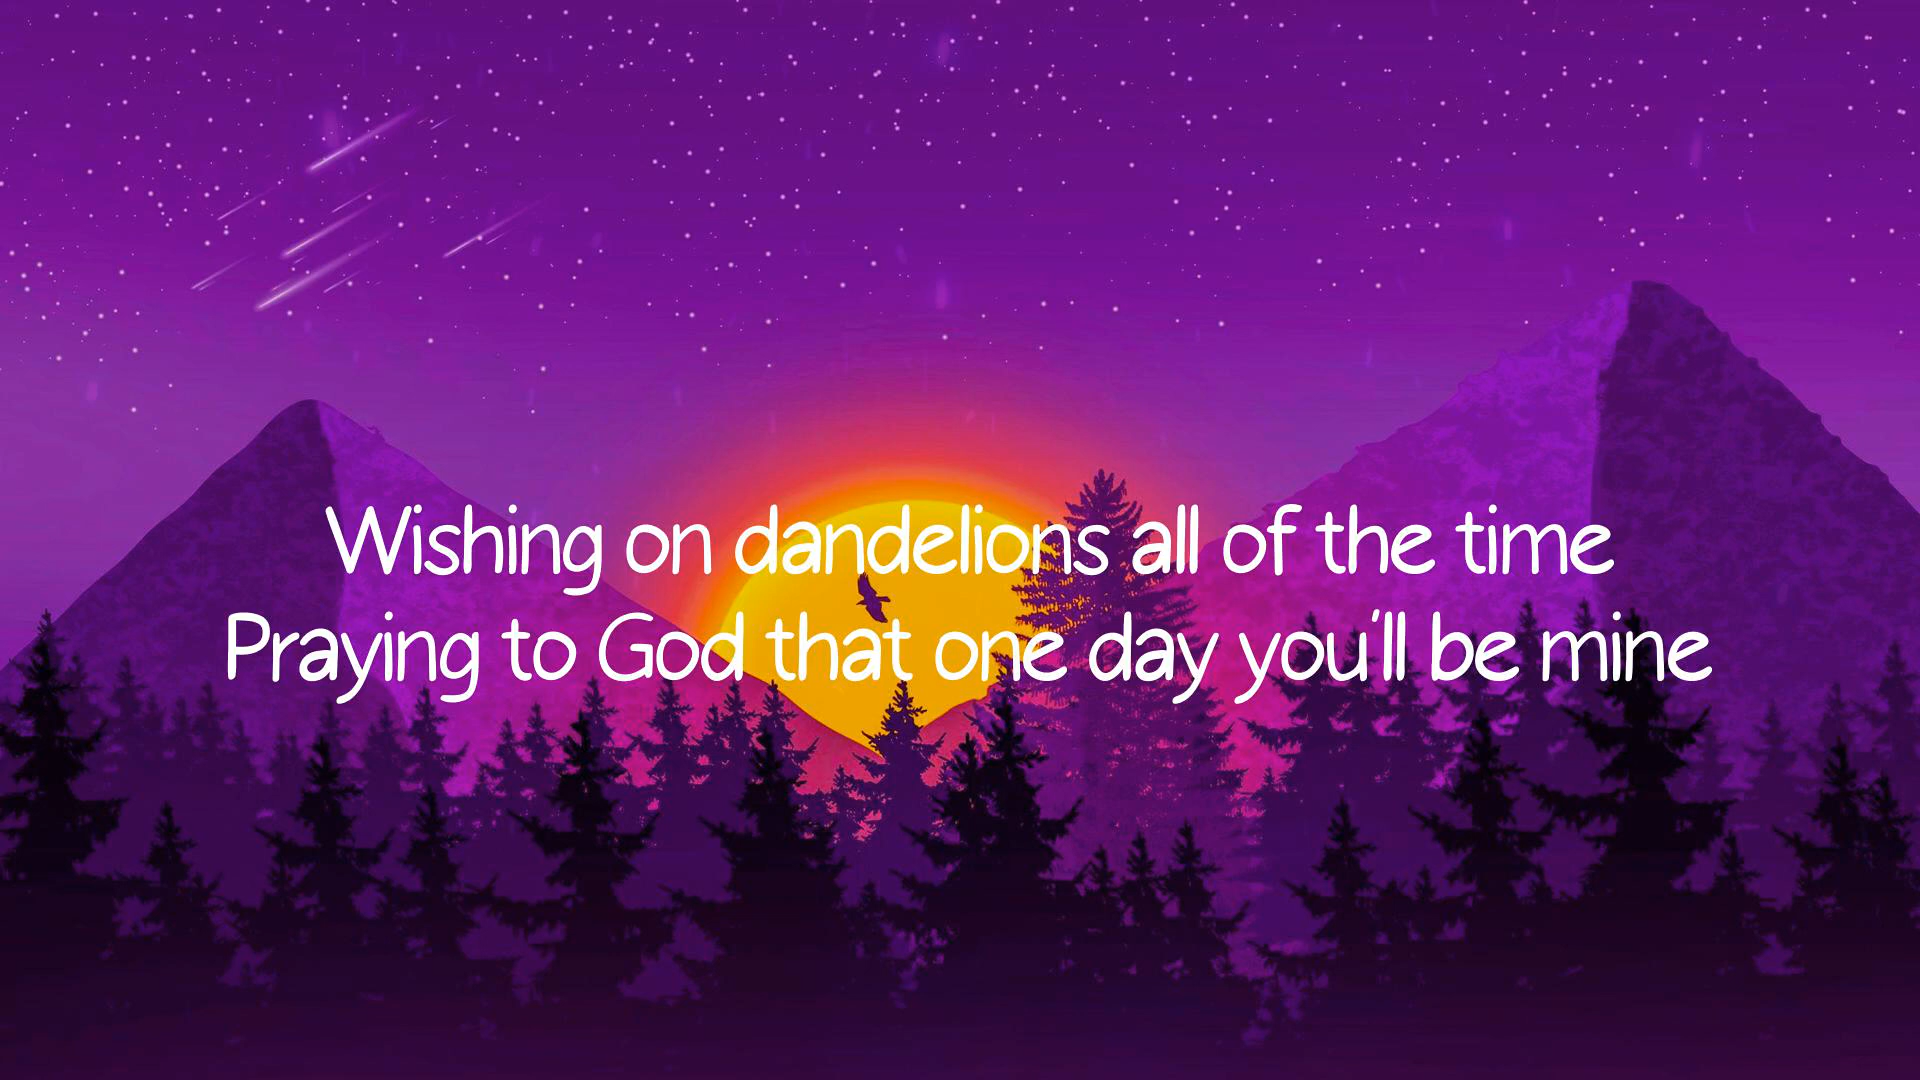 Wishing on dandelions all of the time
Praying to God that one day you'll be mine